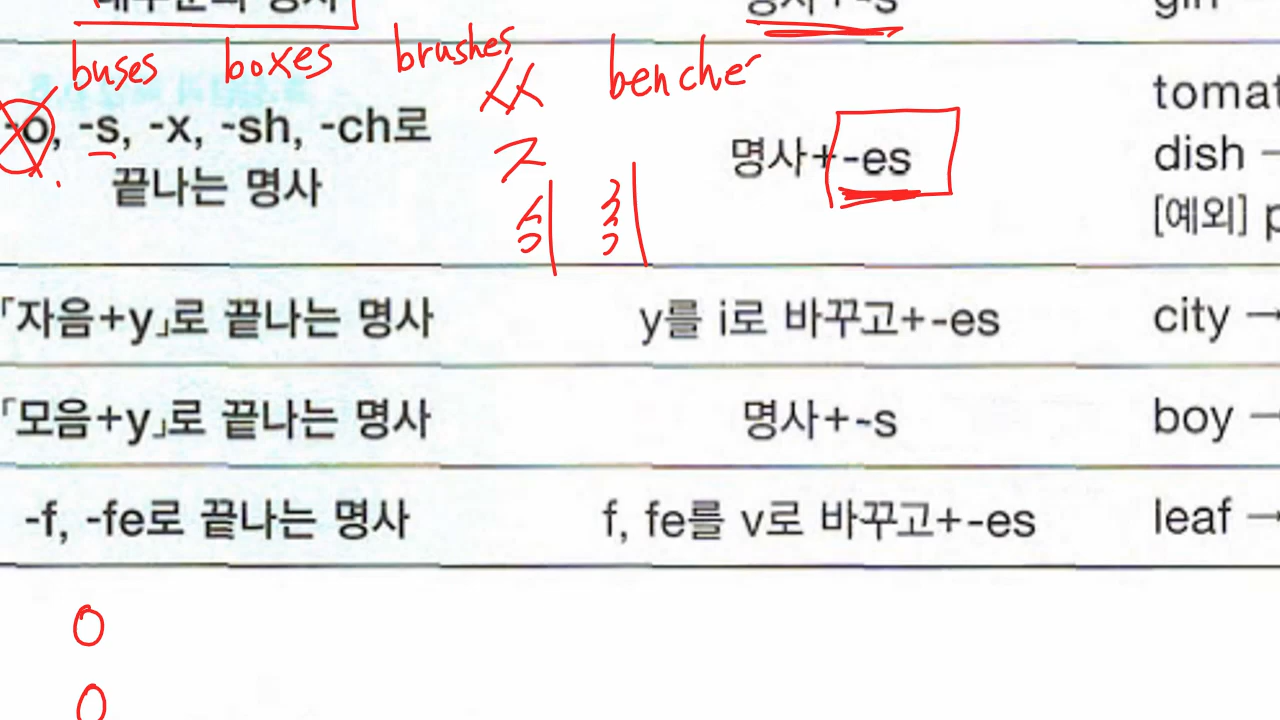 명사+-s
buses boxes brushes
-o, -s, -x, -sh, -ch로
끝나는 명사
ㅆ
ㅈ
명사+-es
dish →
[예외]
「자음+y」로 끝나는 명사 y를 i로 바꾸고+-es city →
「모음+y」로 끝나는 명사 명사+-s boy →
-f, -fe로 끝나는 명사 f, fe를 v로 바꾸고+-es leaf →
o
o